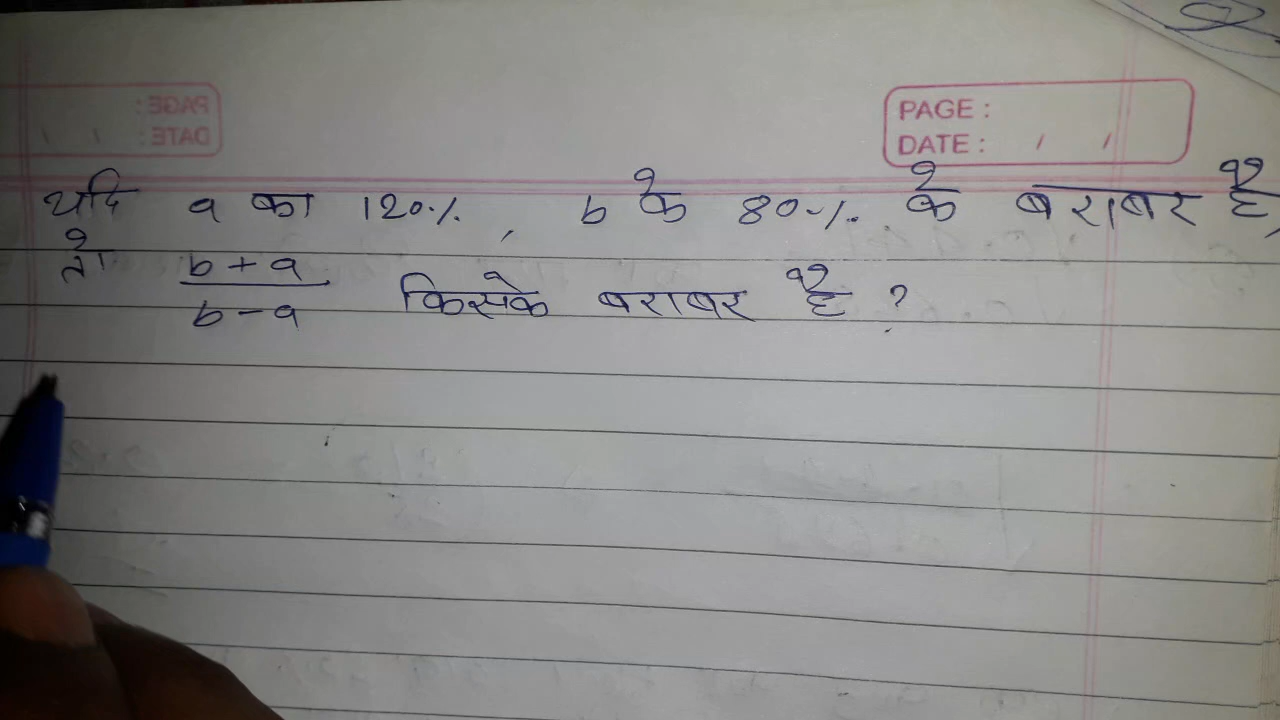 PAGE :
DATE : / /
यदि a का 120%, b के 80% के बराबर है,
तो b+a / b-a किसके बराबर है ?